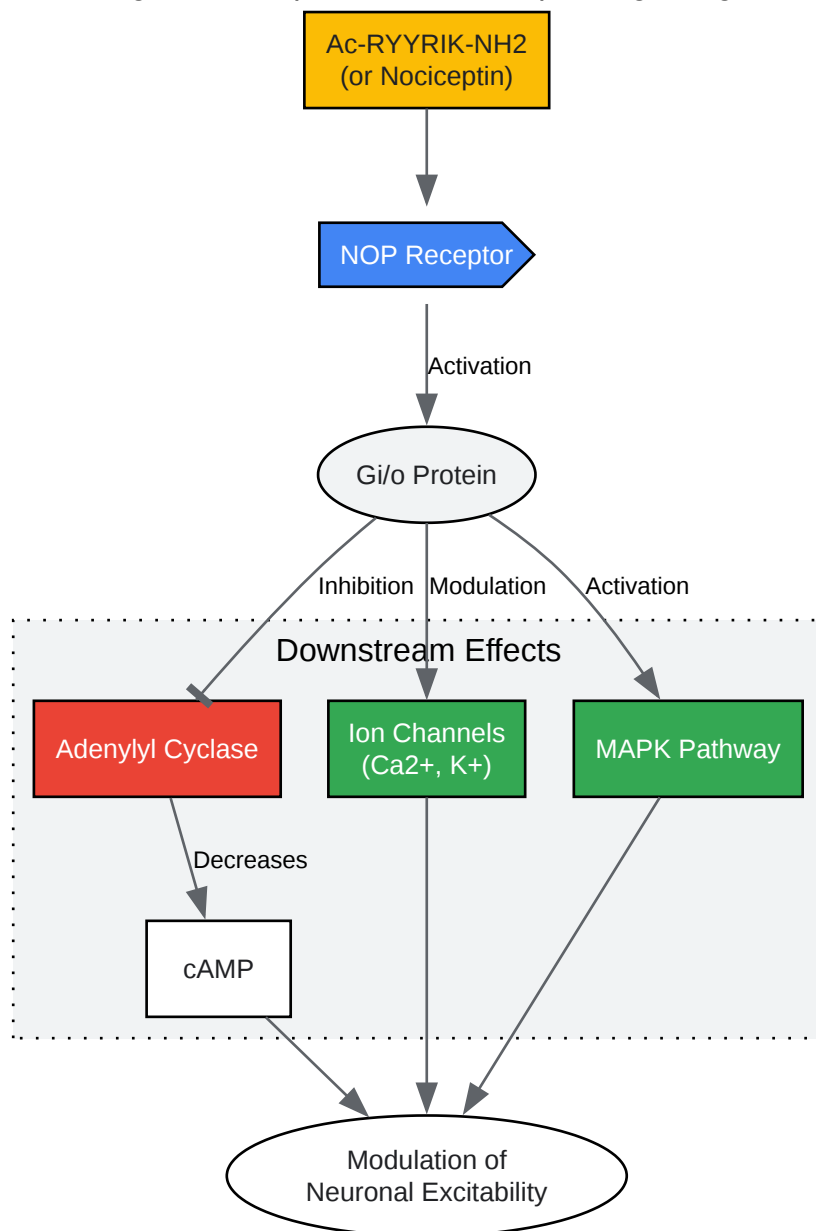 Ac-RYYRIK-NH2
(or Nociceptin)
NOP Receptor
Activation
Gi/o Protein
Inhibition
Modulation
Activation
Downstream Effects
Adenylyl Cyclase
Ion Channels
(Ca2+, K+)
MAPK Pathway
Decreases
cAMP
Modulation of
Neuronal Excitability